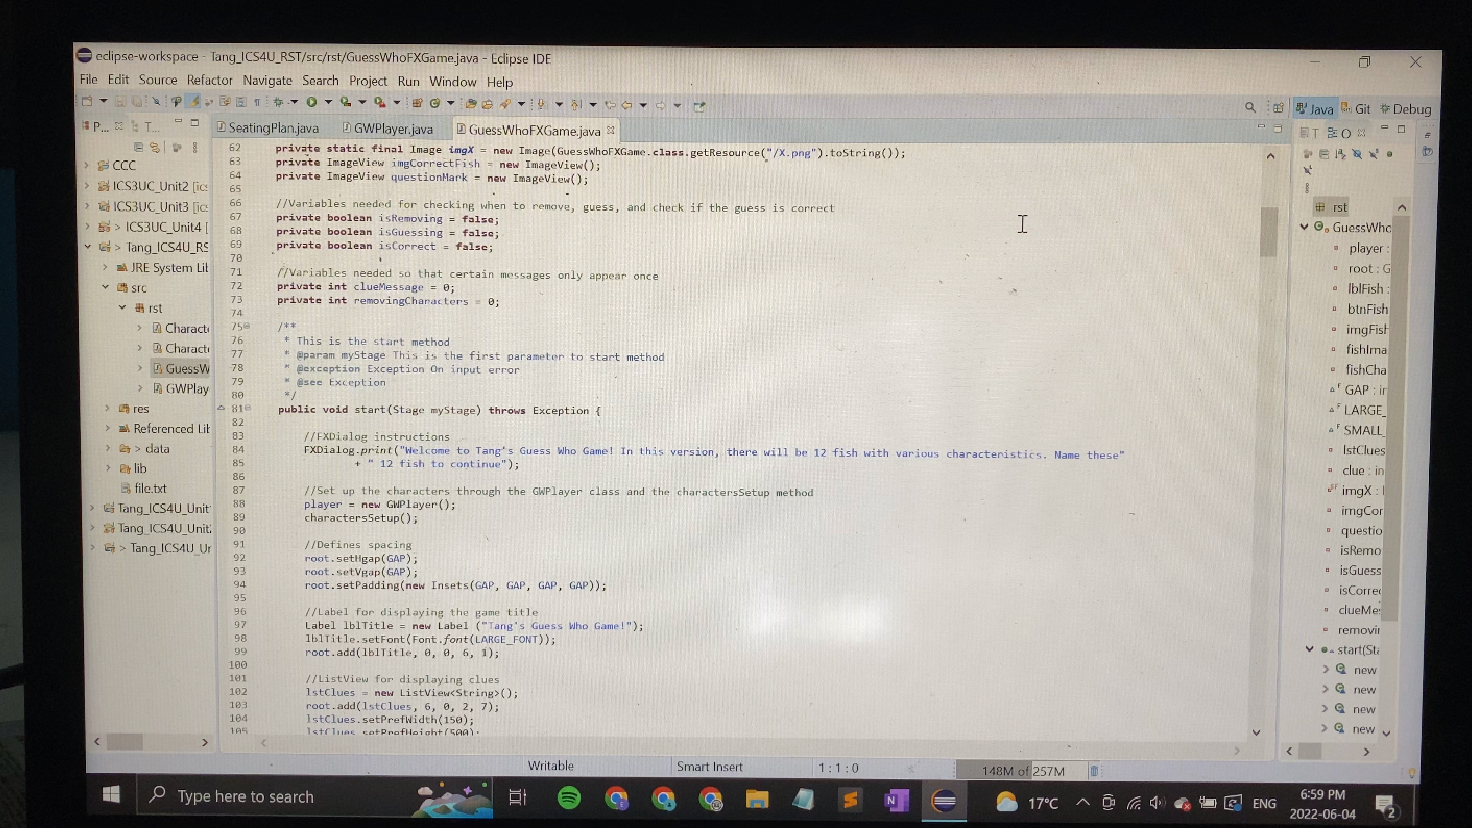 eclipse-workspace - Tang_ICS4U_RST/src/rst/GuessWhoFXGame.java - Eclipse IDE
File Edit Source Refactor Navigate Search Project Run Window Help
Java Git Debug
P... T...
SeatingPlan.java GWPlayer.java GuessWhoFXGame.java
CCC
ICS3UC_Unit2 [ics
ICS3UC_Unit3 [ics
> ICS3UC_Unit4 [
> Tang_ICS4U_RS
JRE System Lib
src
rst
Characte
Characte
GuessW
GWPlay
res
Referenced Lib
> data
lib
file.txt
Tang_ICS4U_Unit
Tang_ICS4U_Unit
> Tang_ICS4U_Ur
62 private static final Image imgX = new Image(GuessWhoFXGame.class.getResource("/X.png").toString());
63 private ImageView imgCorrectFish = new ImageView();
64 private ImageView questionMark = new ImageView();
65
66 //Variables needed for checking when to remove, guess, and check if the guess is correct
67 private boolean isRemoving = false;
68 private boolean isGuessing = false;
69 private boolean isCorrect = false;
70
71 //Variables needed so that certain messages only appear once
72 private int clueMessage = 0;
73 private int removingCharacters = 0;
74
75 /**
76 * This is the start method
77 * @param myStage This is the first parameter to start method
78 * @exception Exception On input error
79 * @see Exception
80 */
81 public void start(Stage myStage) throws Exception {
82
83 //FXDialog instructions
84 FXDialog.print("Welcome to Tang's Guess Who Game! In this version, there will be 12 fish with various characteristics. Name these"
85 + " 12 fish to continue");
86
87 //Set up the characters through the GWPlayer class and the charactersSetup method
88 player = new GWPlayer();
89 charactersSetup();
90
91 //Defines spacing
92 root.setHgap(GAP);
93 root.setVgap(GAP);
94 root.setPadding(new Insets(GAP, GAP, GAP, GAP));
95
96 //Label for displaying the game title
97 Label lblTitle = new Label ("Tang's Guess Who Game!");
98 lblTitle.setFont(Font.font(LARGE_FONT));
99 root.add(lblTitle, 0, 0, 6, 1);
100
101 //ListView for displaying clues
102 lstClues = new ListView<String>();
103 root.add(lstClues, 6, 0, 2, 7);
104 lstClues.setPrefWidth(150);
105 lstClues.setPrefHeight(500);
T O
rst
GuessWho
player :
root : G
lblFish :
btnFish
imgFish
fishIma
fishCha
GAP : in
LARGE_
SMALL_
lstClues
clue : in
imgX : I
imgCor
questio
isRemo
isGuess
isCorrec
clueMes
removin
start(Sta
new
new
new
new
Writable Smart Insert 1 : 1 : 0 148M of 257M
Type here to search
17°C ENG 6:59 PM
2022-06-04 2